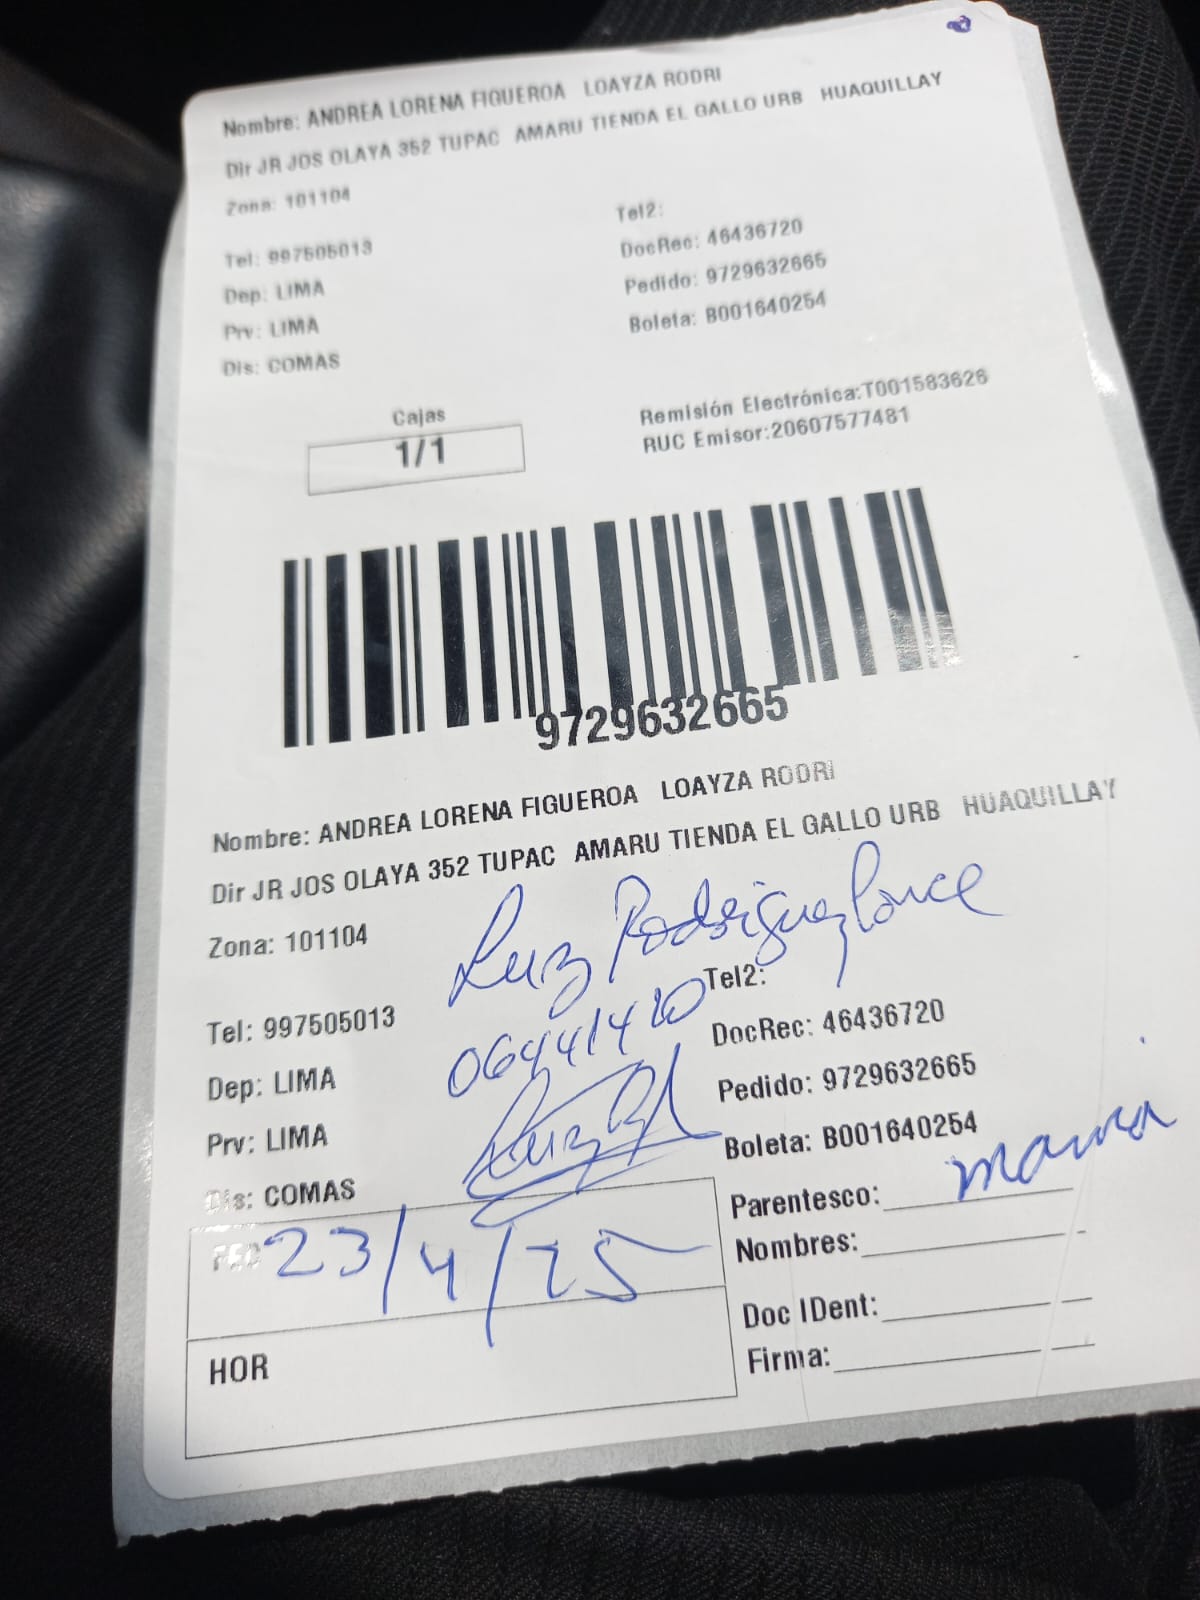 Nombre: ANDREA LORENA FIGUEROA LOAYZA RODRI
Dir JR JOS OLAYA 352 TUPAC AMARU TIENDA EL GALLO URB HUAQUILLAY
Zona: 101104
Tel: 997505013
Tel2:
DocRec: 46436720
Dep: LIMA
Pedido: 9729632665
Prv: LIMA
Boleta: B001640254
Dis: COMAS
Cajas
1/1
Remisión Electrónica:T001583626
RUC Emisor:20607577481
9729632665
Nombre: ANDREA LORENA FIGUEROA LOAYZA RODRI
Dir JR JOS OLAYA 352 TUPAC AMARU TIENDA EL GALLO URB HUAQUILLAY
Zona: 101104
Luz Rodriguez Ponce
Tel2:
Tel: 997505013
DocRec: 46436720
Dep: LIMA
Pedido: 9729632665
Prv: LIMA
Boleta: B001640254
Dis: COMAS
Parentesco: mama
FEC 23/4/25
Nombres:
Doc IDent:
HOR
Firma: